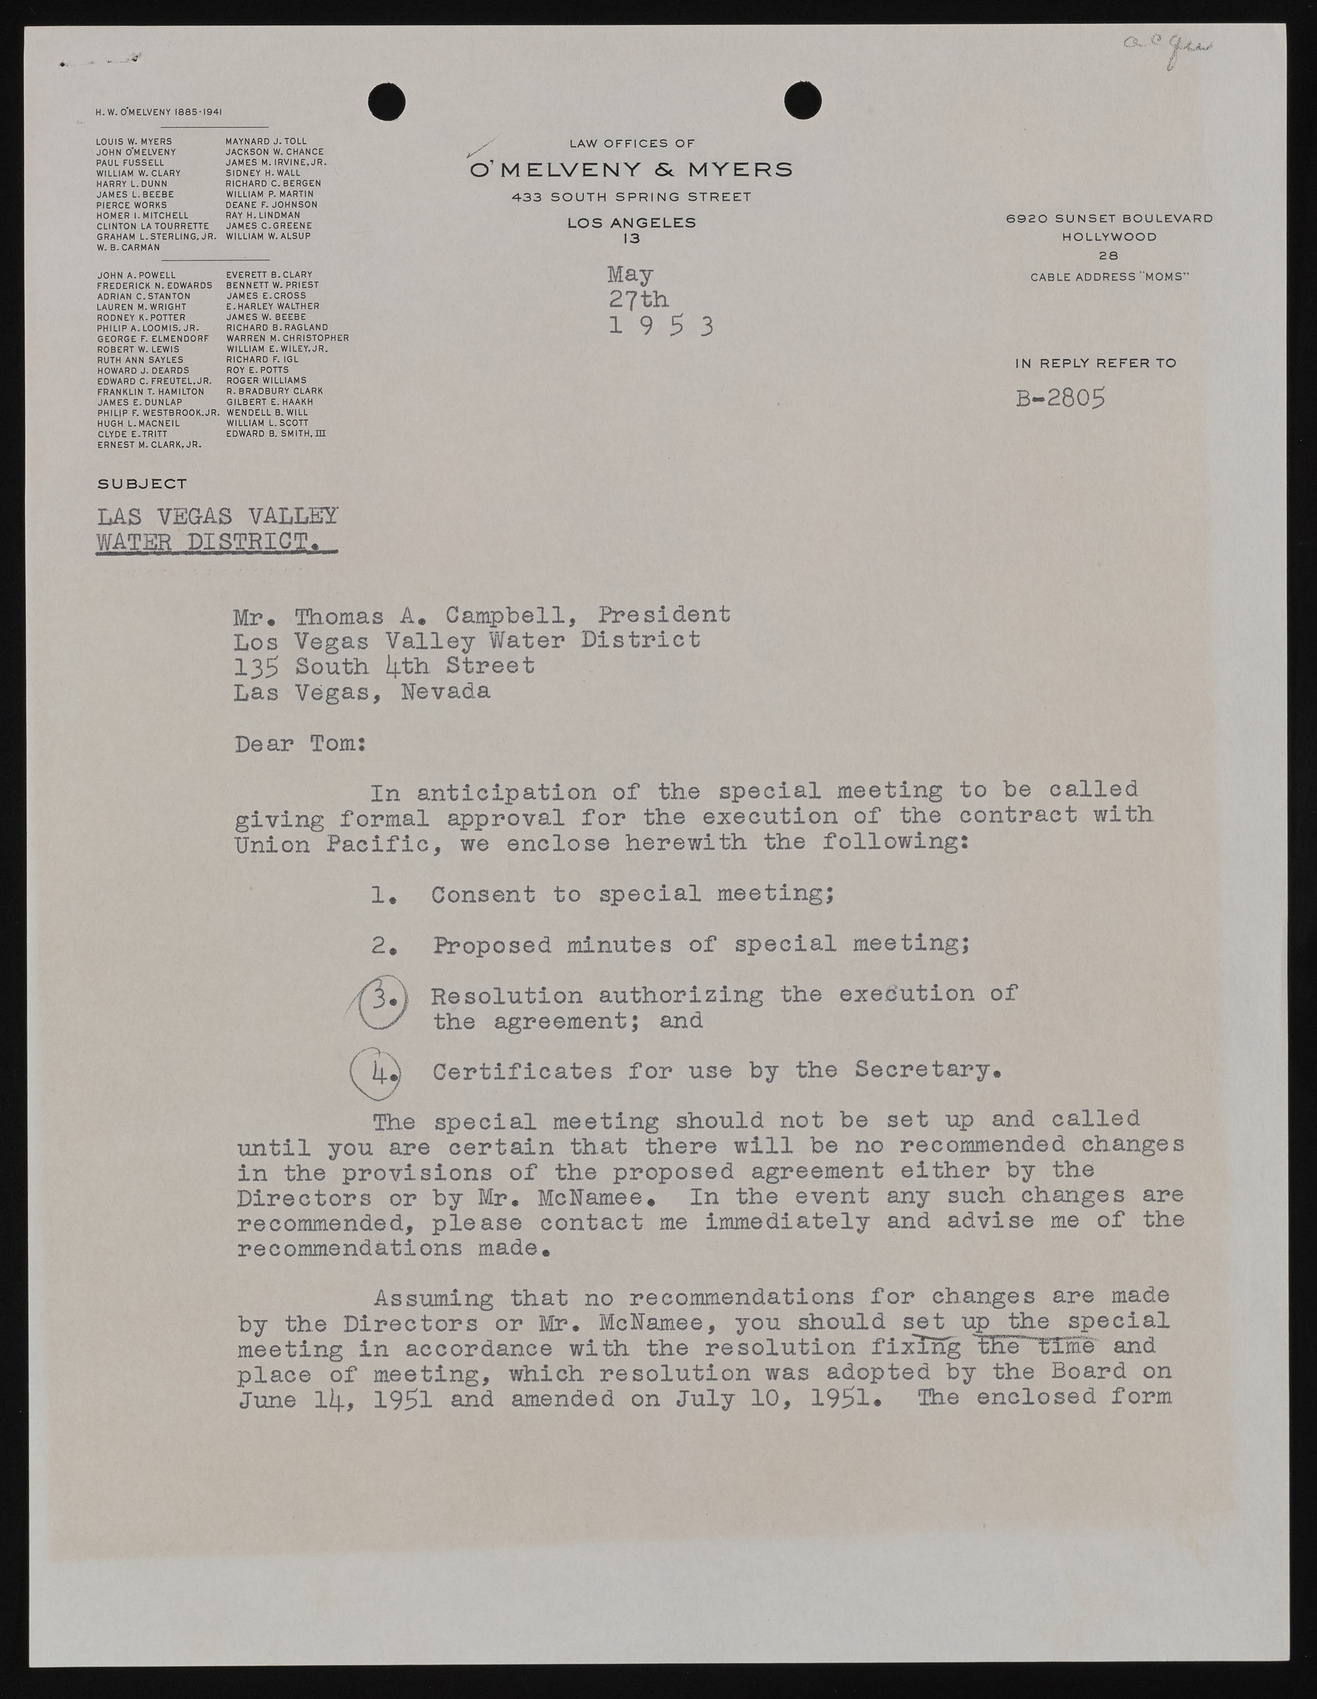 H. W. O'MELVENY 1885-1941
LOUIS W. MYERS
JOHN O'MELVENY
PAUL FUSSELL
WILLIAM W. CLARY
HARRY L. DUNN
JAMES L. BEEBE
PIERCE WORKS
HOMER I. MITCHELL
CLINTON LA TOURRETTE
GRAHAM L. STERLING, JR.
W. B. CARMAN
MAYNARD J. TOLL
JACKSON W. CHANCE
JAMES M. IRVINE, JR.
SIDNEY H. WALL
RICHARD C. BERGEN
WILLIAM P. MARTIN
DEANE F. JOHNSON
RAY H. LINDMAN
JAMES C. GREENE
WILLIAM W. ALSUP
JOHN A. POWELL
FREDERICK N. EDWARDS
ADRIAN C. STANTON
LAUREN M. WRIGHT
RODNEY K. POTTER
PHILIP A. LOOMIS, JR.
GEORGE F. ELMENDORF
ROBERT W. LEWIS
RUTH ANN SAYLES
HOWARD J. DEARDS
EDWARD C. FREUTEL, JR.
FRANKLIN T. HAMILTON
JAMES E. DUNLAP
PHILIP F. WESTBROOK, JR.
HUGH L. MACNEIL
CLYDE E. TRITT
ERNEST M. CLARK, JR.
EVERETT B. CLARY
BENNETT W. PRIEST
JAMES E. CROSS
E. HARLEY WALTHER
JAMES W. BEEBE
RICHARD B. RAGLAND
WARREN M. CHRISTOPHER
WILLIAM E. WILEY, JR.
RICHARD F. IGL
ROY E. POTTS
ROGER WILLIAMS
R. BRADBURY CLARK
GILBERT E. HAAKH
WENDELL B. WILL
WILLIAM L. SCOTT
EDWARD B. SMITH, III
LAW OFFICES OF
O'MELVENY & MYERS
433 SOUTH SPRING STREET
LOS ANGELES
13
6920 SUNSET BOULEVARD
HOLLYWOOD
28
CABLE ADDRESS "MOMS"
May
27th
1 9 5 3
IN REPLY REFER TO
B-2805
SUBJECT
LAS VEGAS VALLEY
WATER DISTRICT.
Mr. Thomas A. Campbell, President
Los Vegas Valley Water District
135 South 4th Street
Las Vegas, Nevada
Dear Tom:
In anticipation of the special meeting to be called
giving formal approval for the execution of the contract with
Union Pacific, we enclose herewith the following:
1. Consent to special meeting;
2. Proposed minutes of special meeting;
3. Resolution authorizing the execution of
the agreement; and
4. Certificates for use by the Secretary.
The special meeting should not be set up and called
until you are certain that there will be no recommended changes
in the provisions of the proposed agreement either by the
Directors or by Mr. McNamee. In the event any such changes are
recommended, please contact me immediately and advise me of the
recommendations made.
Assuming that no recommendations for changes are made
by the Directors or Mr. McNamee, you should set up the special
meeting in accordance with the resolution fixing the time and
place of meeting, which resolution was adopted by the Board on
June 14, 1951 and amended on July 10, 1951. The enclosed form